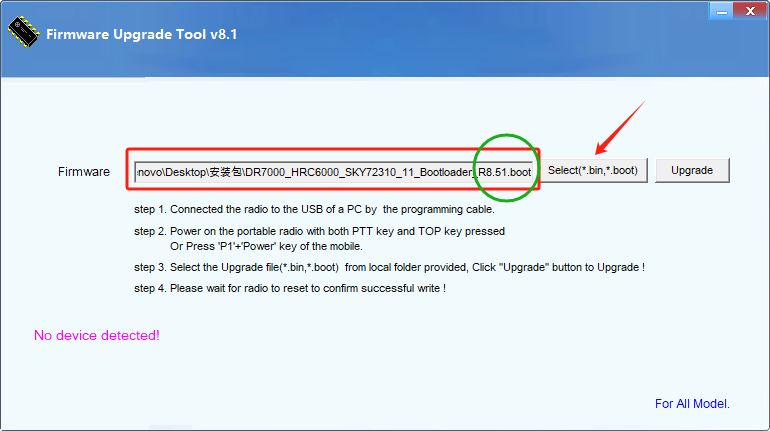 Firmware Upgrade Tool v8.1
Firmware
novo\Desktop\安装包\DR7000_HRC6000_SKY72310_11_Bootloader_R8.51.boot
Select(*.bin,*.boot)
Upgrade
step 1. Connected the radio to the USB of a PC by  the programming cable.
step 2. Power on the portable radio with both PTT key and TOP key pressed
Or Press 'P1'+'Power' key of the mobile.
step 3. Select the Upgrade file(*.bin,*.boot)  from local folder provided, Click "Upgrade" button to Upgrade !
step 4. Please wait for radio to reset to confirm successful write !
No device detected!
For All Model.